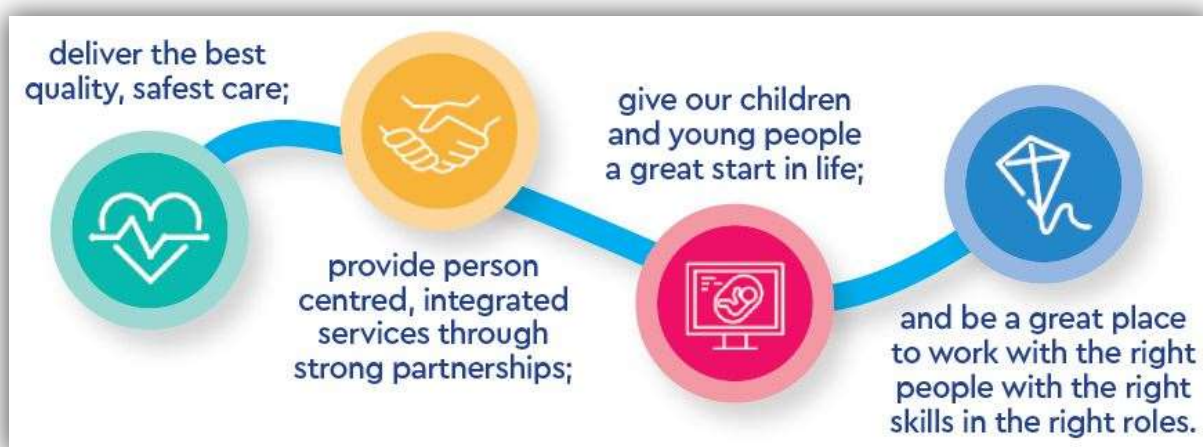 deliver the best
quality, safest care;
provide person
centred, integrated
services through
strong partnerships;
give our children
and young people
a great start in life;
and be a great place
to work with the right
people with the right
skills in the right roles.